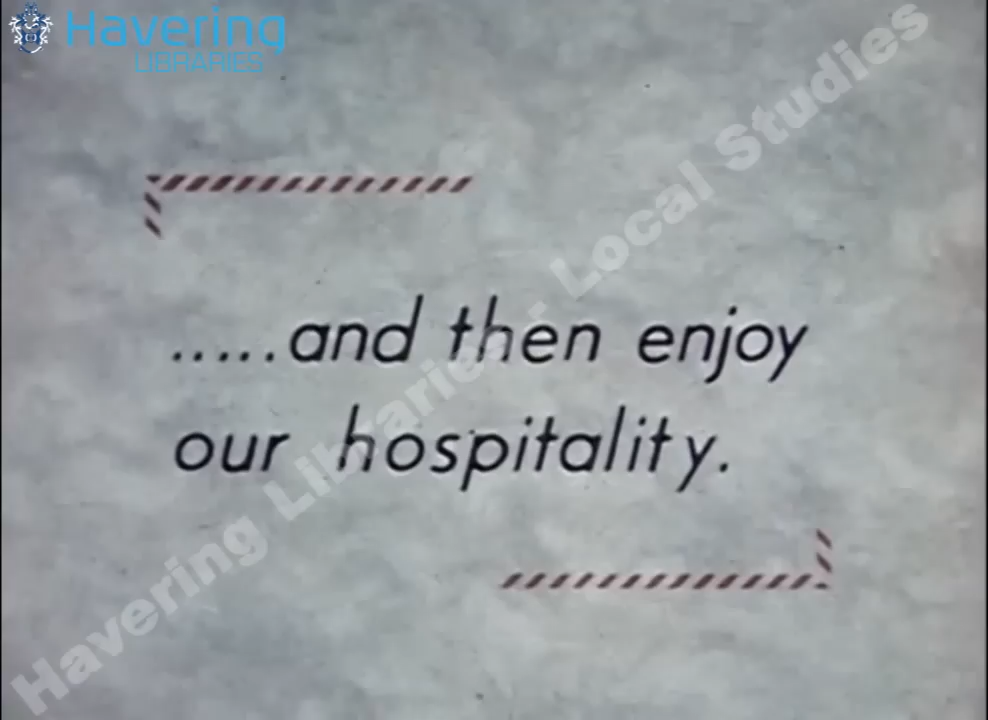 Havering
LIBRARIES
.....and then enjoy
our hospitality.
Havering Libraries - Local Studies